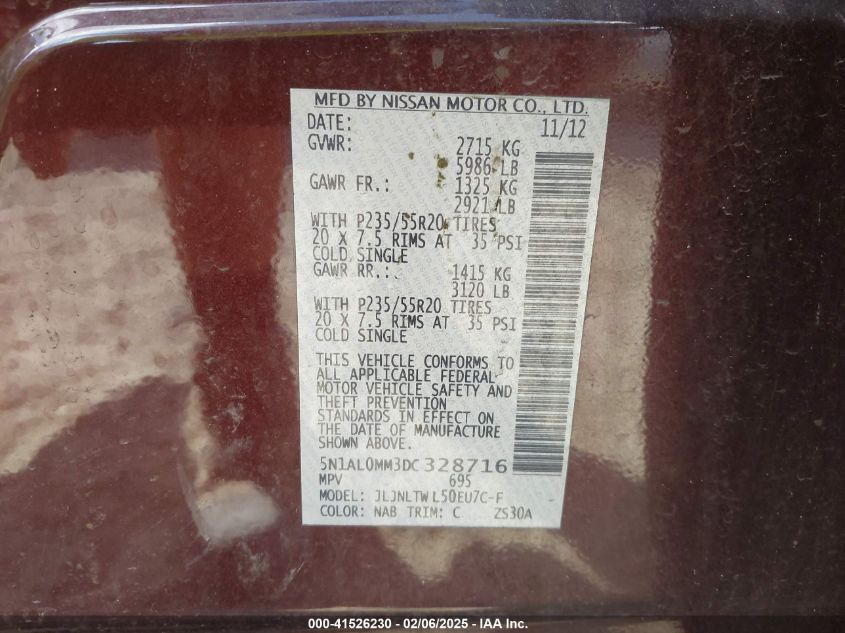 MFD BY NISSAN MOTOR CO., LTD.
DATE: 11/12
GVWR: 2715 KG
5986 LB
GAWR FR.: 1325 KG
2921 LB
WITH P235/55R20 TIRES
20 X 7.5 RIMS AT 35 PSI
COLD SINGLE
GAWR RR.: 1415 KG
3120 LB
WITH P235/55R20 TIRES
20 X 7.5 RIMS AT 35 PSI
COLD SINGLE
THIS VEHICLE CONFORMS TO
ALL APPLICABLE FEDERAL
MOTOR VEHICLE SAFETY AND
THEFT PREVENTION
STANDARDS IN EFFECT ON
THE DATE OF MANUFACTURE
SHOWN ABOVE.
5N1AL0MM3DC328716
MPV 695
MODEL: JLJNLTW L50EU7C-F
COLOR: NAB TRIM: C ZS30A
000-41526230 - 02/06/2025 - IAA Inc.